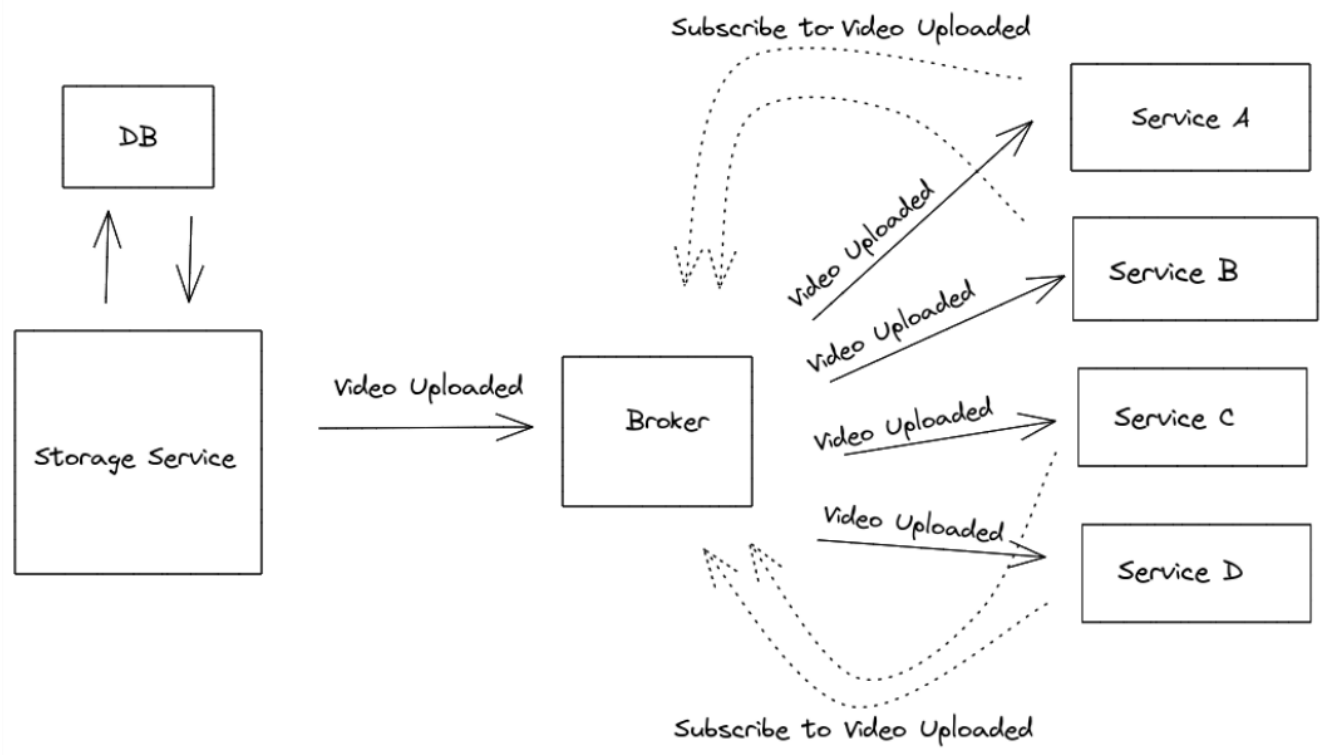 Subscribe to Video Uploaded
DB
Service A
Video Uploaded
Service B
Video Uploaded
Video Uploaded
Broker
Video Uploaded
Service C
Storage Service
Video Uploaded
Service D
Subscribe to Video Uploaded